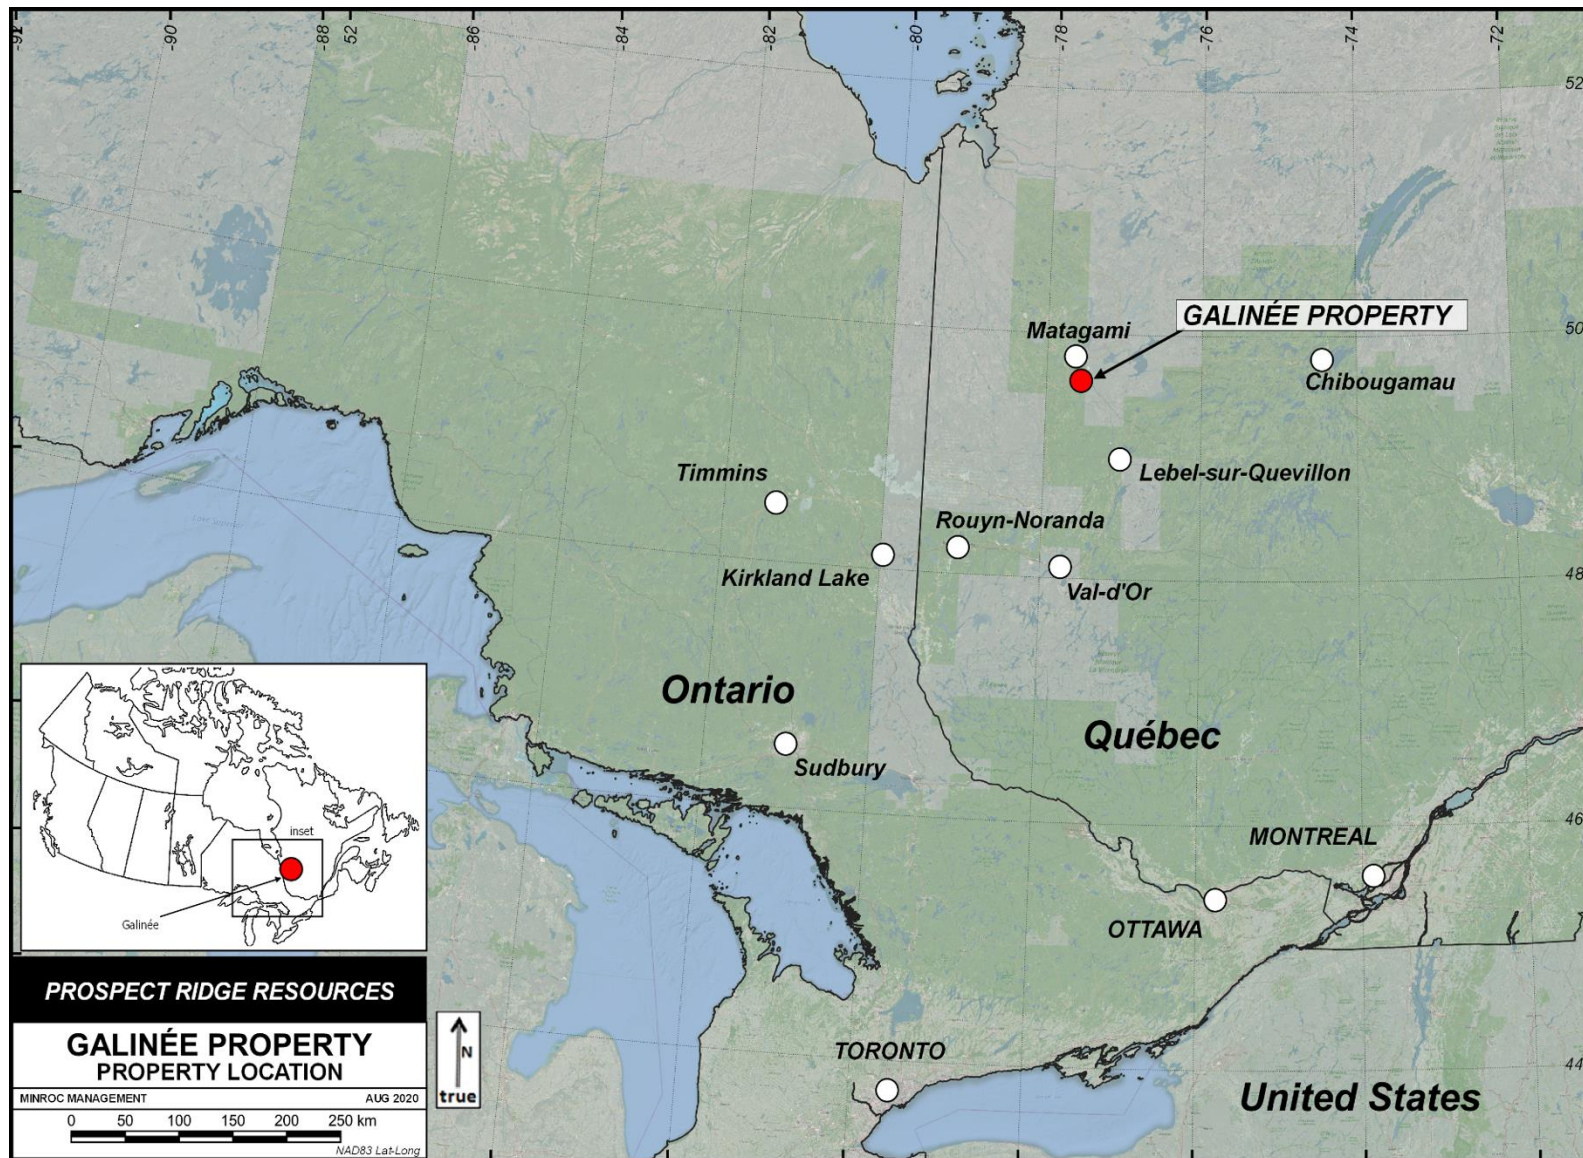 -92
-90
-88
-52
-86
-84
-82
-80
-78
-76
-74
-72
52
50
48
46
44
GALINÉE PROPERTY
Matagami
Chibougamau
Lebel-sur-Quevillon
Timmins
Rouyn-Noranda
Kirkland Lake
Val-d'Or
Ontario
Québec
Sudbury
MONTREAL
OTTAWA
TORONTO
United States
inset
Galinée
PROSPECT RIDGE RESOURCES
GALINÉE PROPERTY
PROPERTY LOCATION
MINROC MANAGEMENT AUG 2020
0 50 100 150 200 250 km
NAD83 Lat-Long
N
true